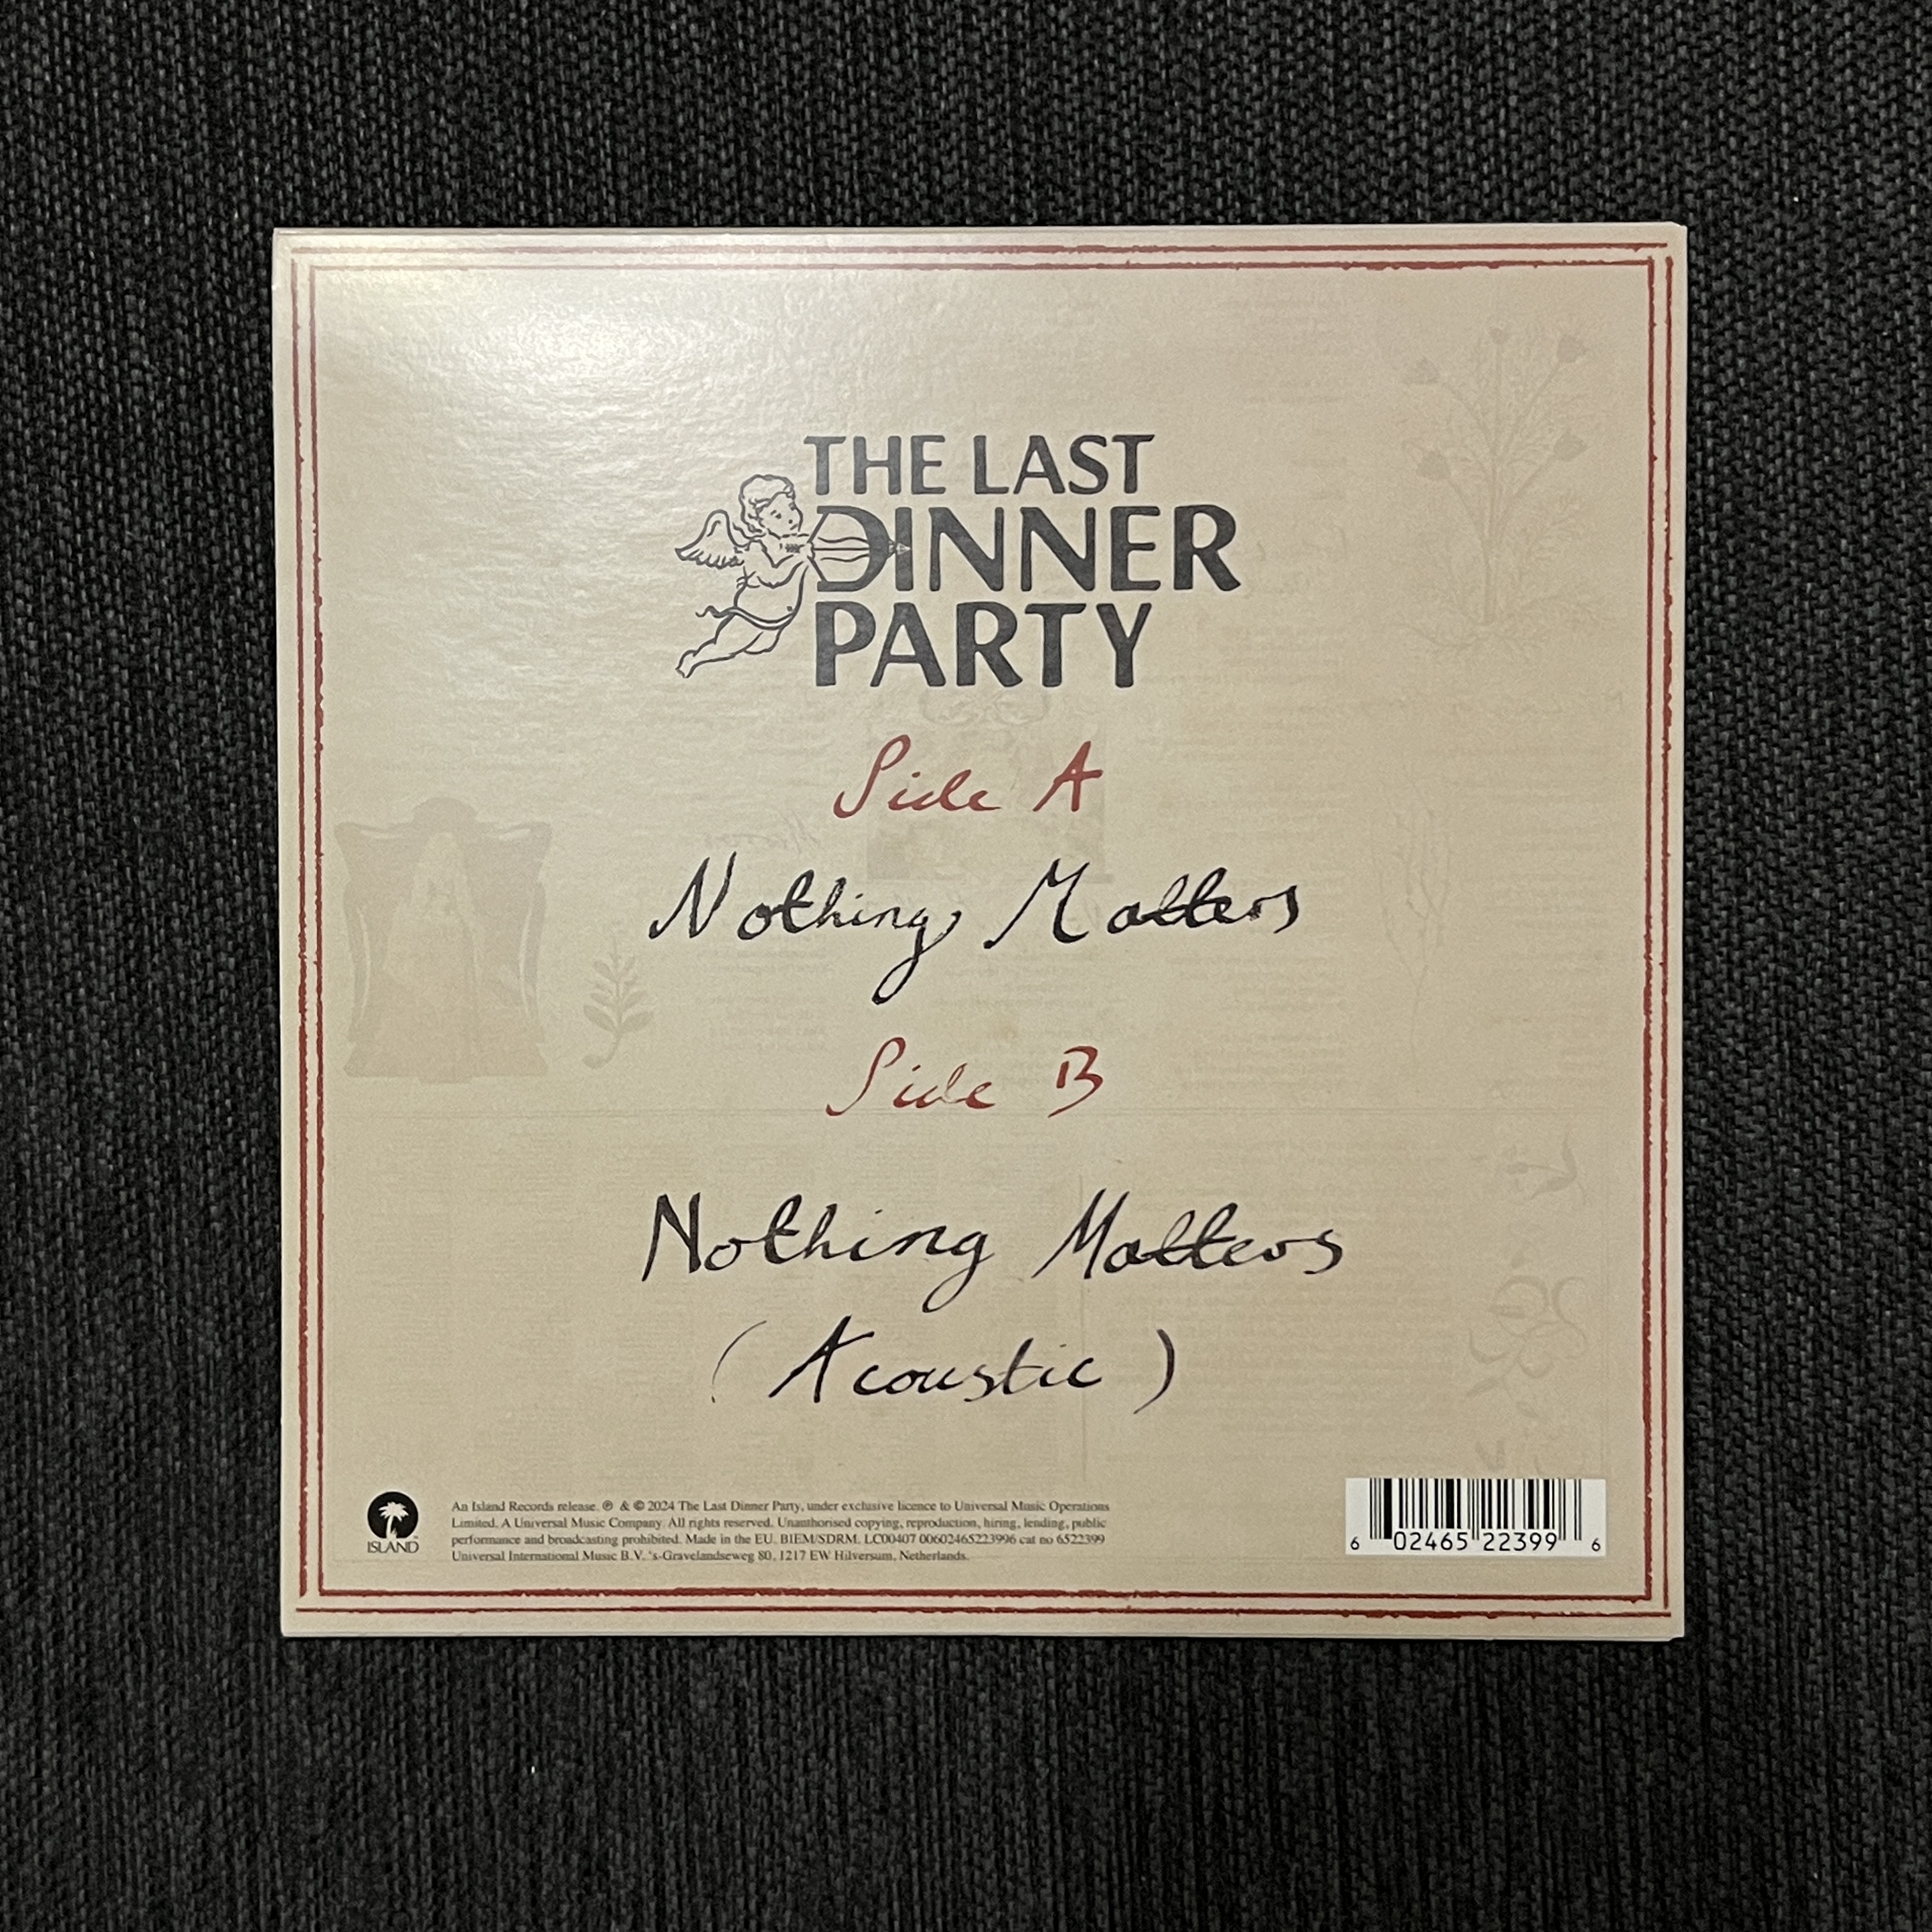 THE LAST
DINNER
PARTY
Side A
Nothing Matters
Side B
Nothing Matters
(Acoustic)
ISLAND
An Island Records release. ℗ & © 2024 The Last Dinner Party, under exclusive licence to Universal Music Operations
Limited. A Universal Music Company. All rights reserved. Unauthorised copying, reproduction, hiring, lending, public
performance and broadcasting prohibited. Made in the EU. BIEM/SDRM. LC00407 00602465223996 cat no 6522399
Universal International Music B.V. 's-Gravelandseweg 80, 1217 EW Hilversum, Netherlands.
6 02465 22399 6